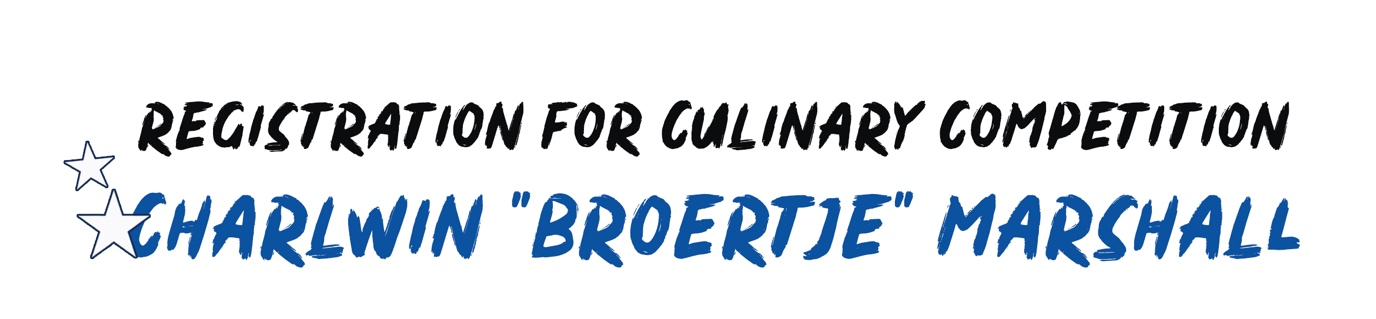 REGISTRATION FOR CULINARY COMPETITION
CHARLWIN "BROERTJE" MARSHALL